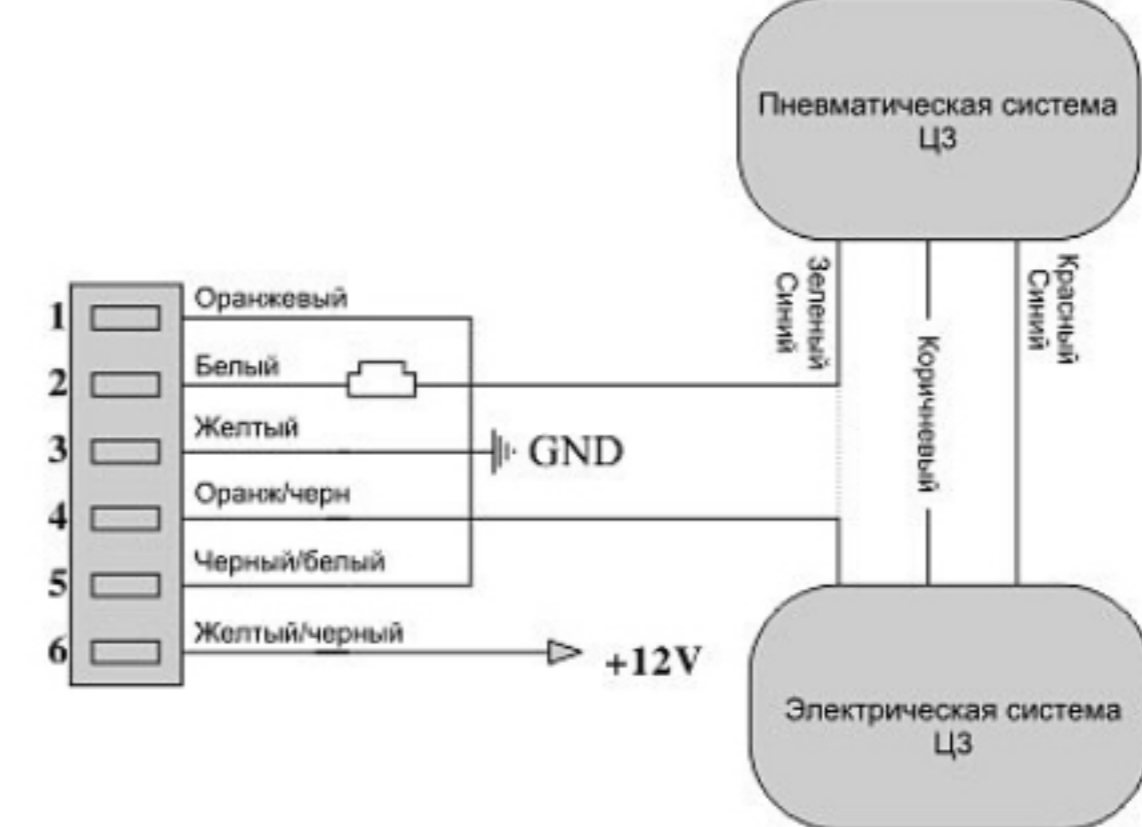 Пневматическая система
ЦЗ
Зеленый
Синий
Коричневый
Красный
Синий
1
Оранжевый
2
Белый
3
Желтый
GND
4
Оранж/черн
5
Черный/белый
6
Желтый/черный
+12V
Электрическая система
ЦЗ